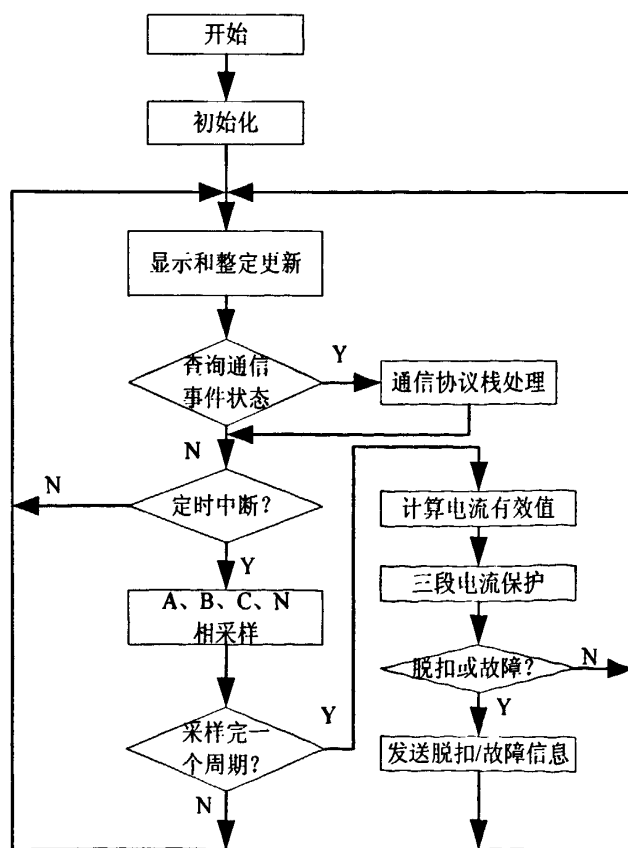 开始
初始化
显示和整定更新
查询通信
事件状态
Y
通信协议栈处理
N
定时中断?
N
Y
A、B、C、N
相采样
采样完一
个周期?
Y
N
计算电流有效值
三段电流保护
脱扣或故障?
N
Y
发送脱扣/故障信息